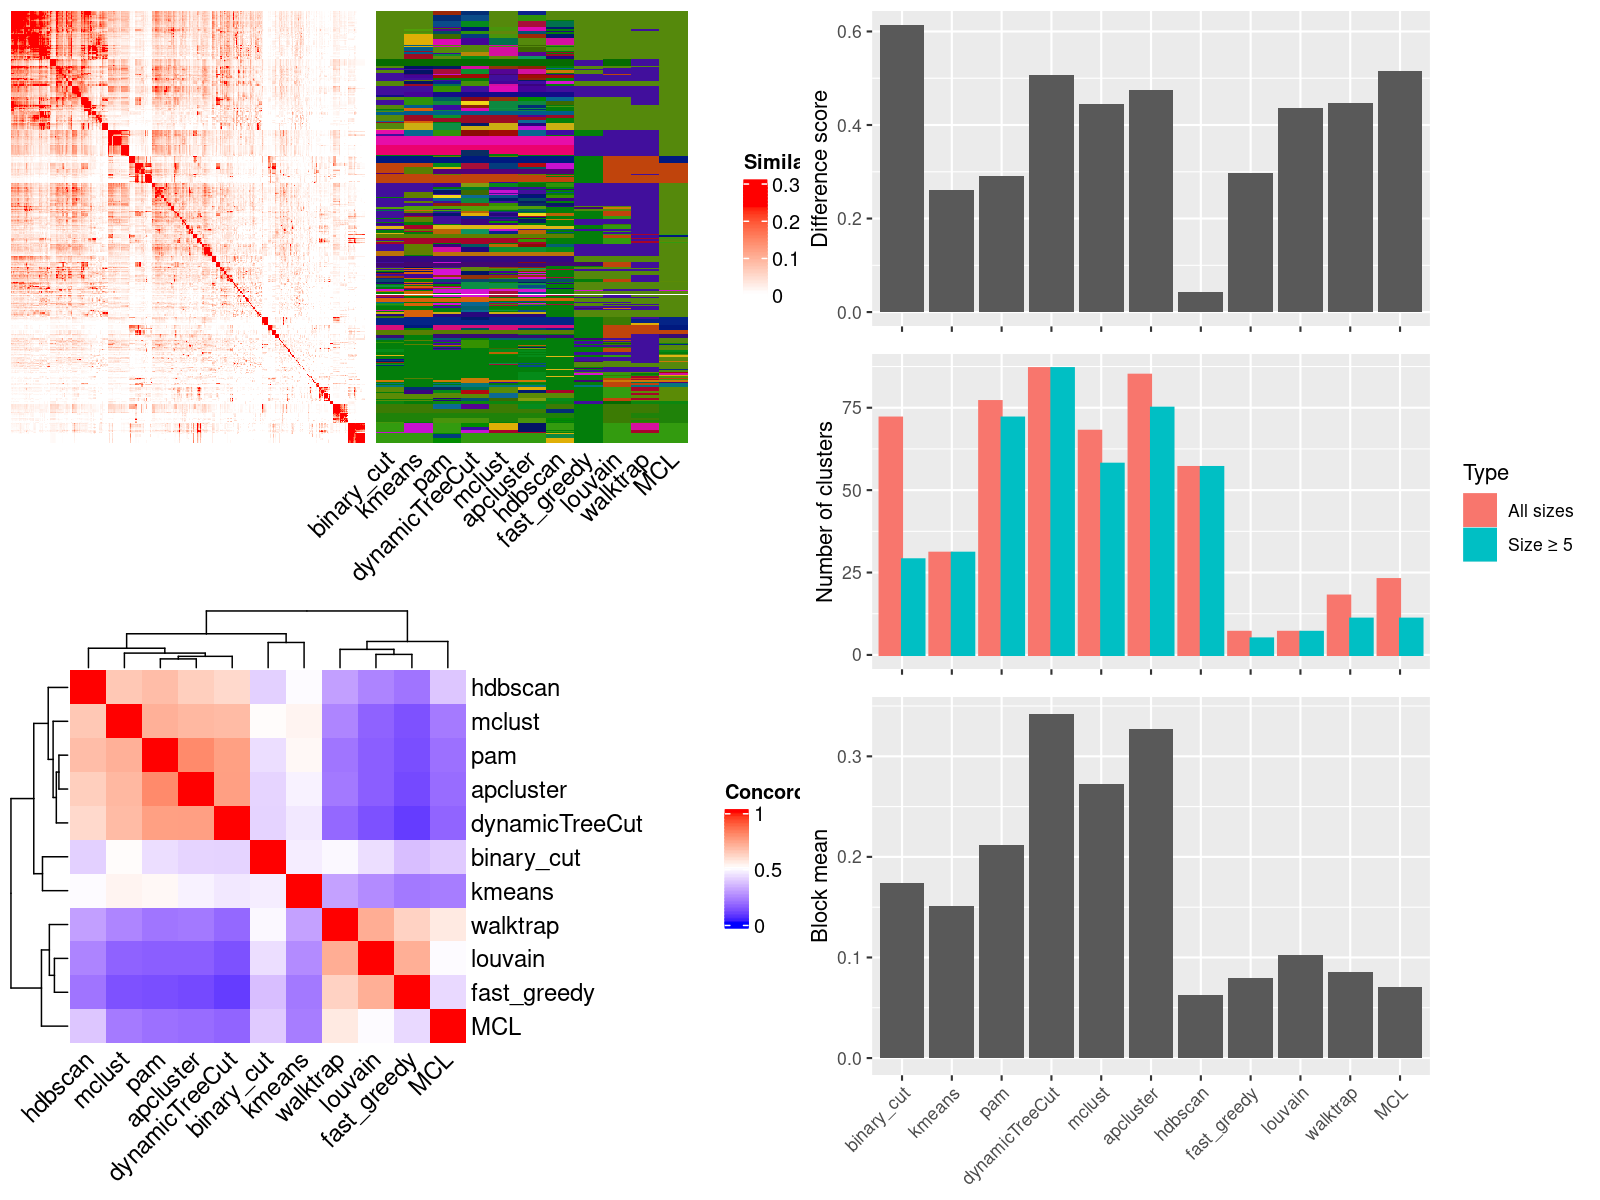 Simila
0.3
0.2
0.1
0
binary_cut
kmeans
pam
dynamicTreeCut
mclust
apcluster
hdbscan
fast_greedy
louvain
walktrap
MCL
hdbscan
mclust
pam
apcluster
dynamicTreeCut
binary_cut
kmeans
walktrap
louvain
fast_greedy
MCL
hdbscan
mclust
pam
apcluster
dynamicTreeCut
binary_cut
kmeans
walktrap
louvain
fast_greedy
MCL
Concord
1
0.5
0
Difference score
0.6
0.4
0.2
0.0
Number of clusters
75
50
25
0
Type
All sizes
Size ≥ 5
Block mean
0.3
0.2
0.1
0.0
binary_cut
kmeans
pam
dynamicTreeCut
mclust
apcluster
hdbscan
fast_greedy
louvain
walktrap
MCL